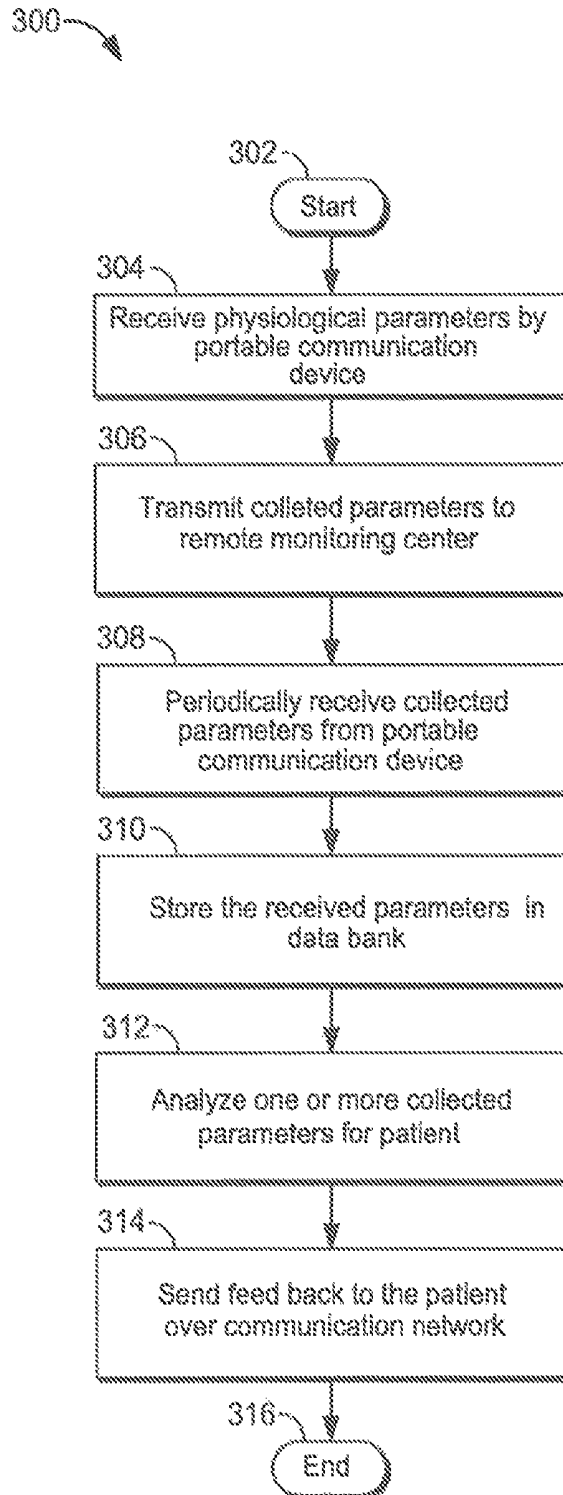 300
302
Start
304
Receive physiological parameters by
portable communication
device
306
Transmit colleted parameters to
remote monitoring center
308
Periodically receive collected
parameters from portable
communication device
310
Store the received parameters in
data bank
312
Analyze one or more collected
parameters for patient
314
Send feed back to the patient
over communication network
316
End